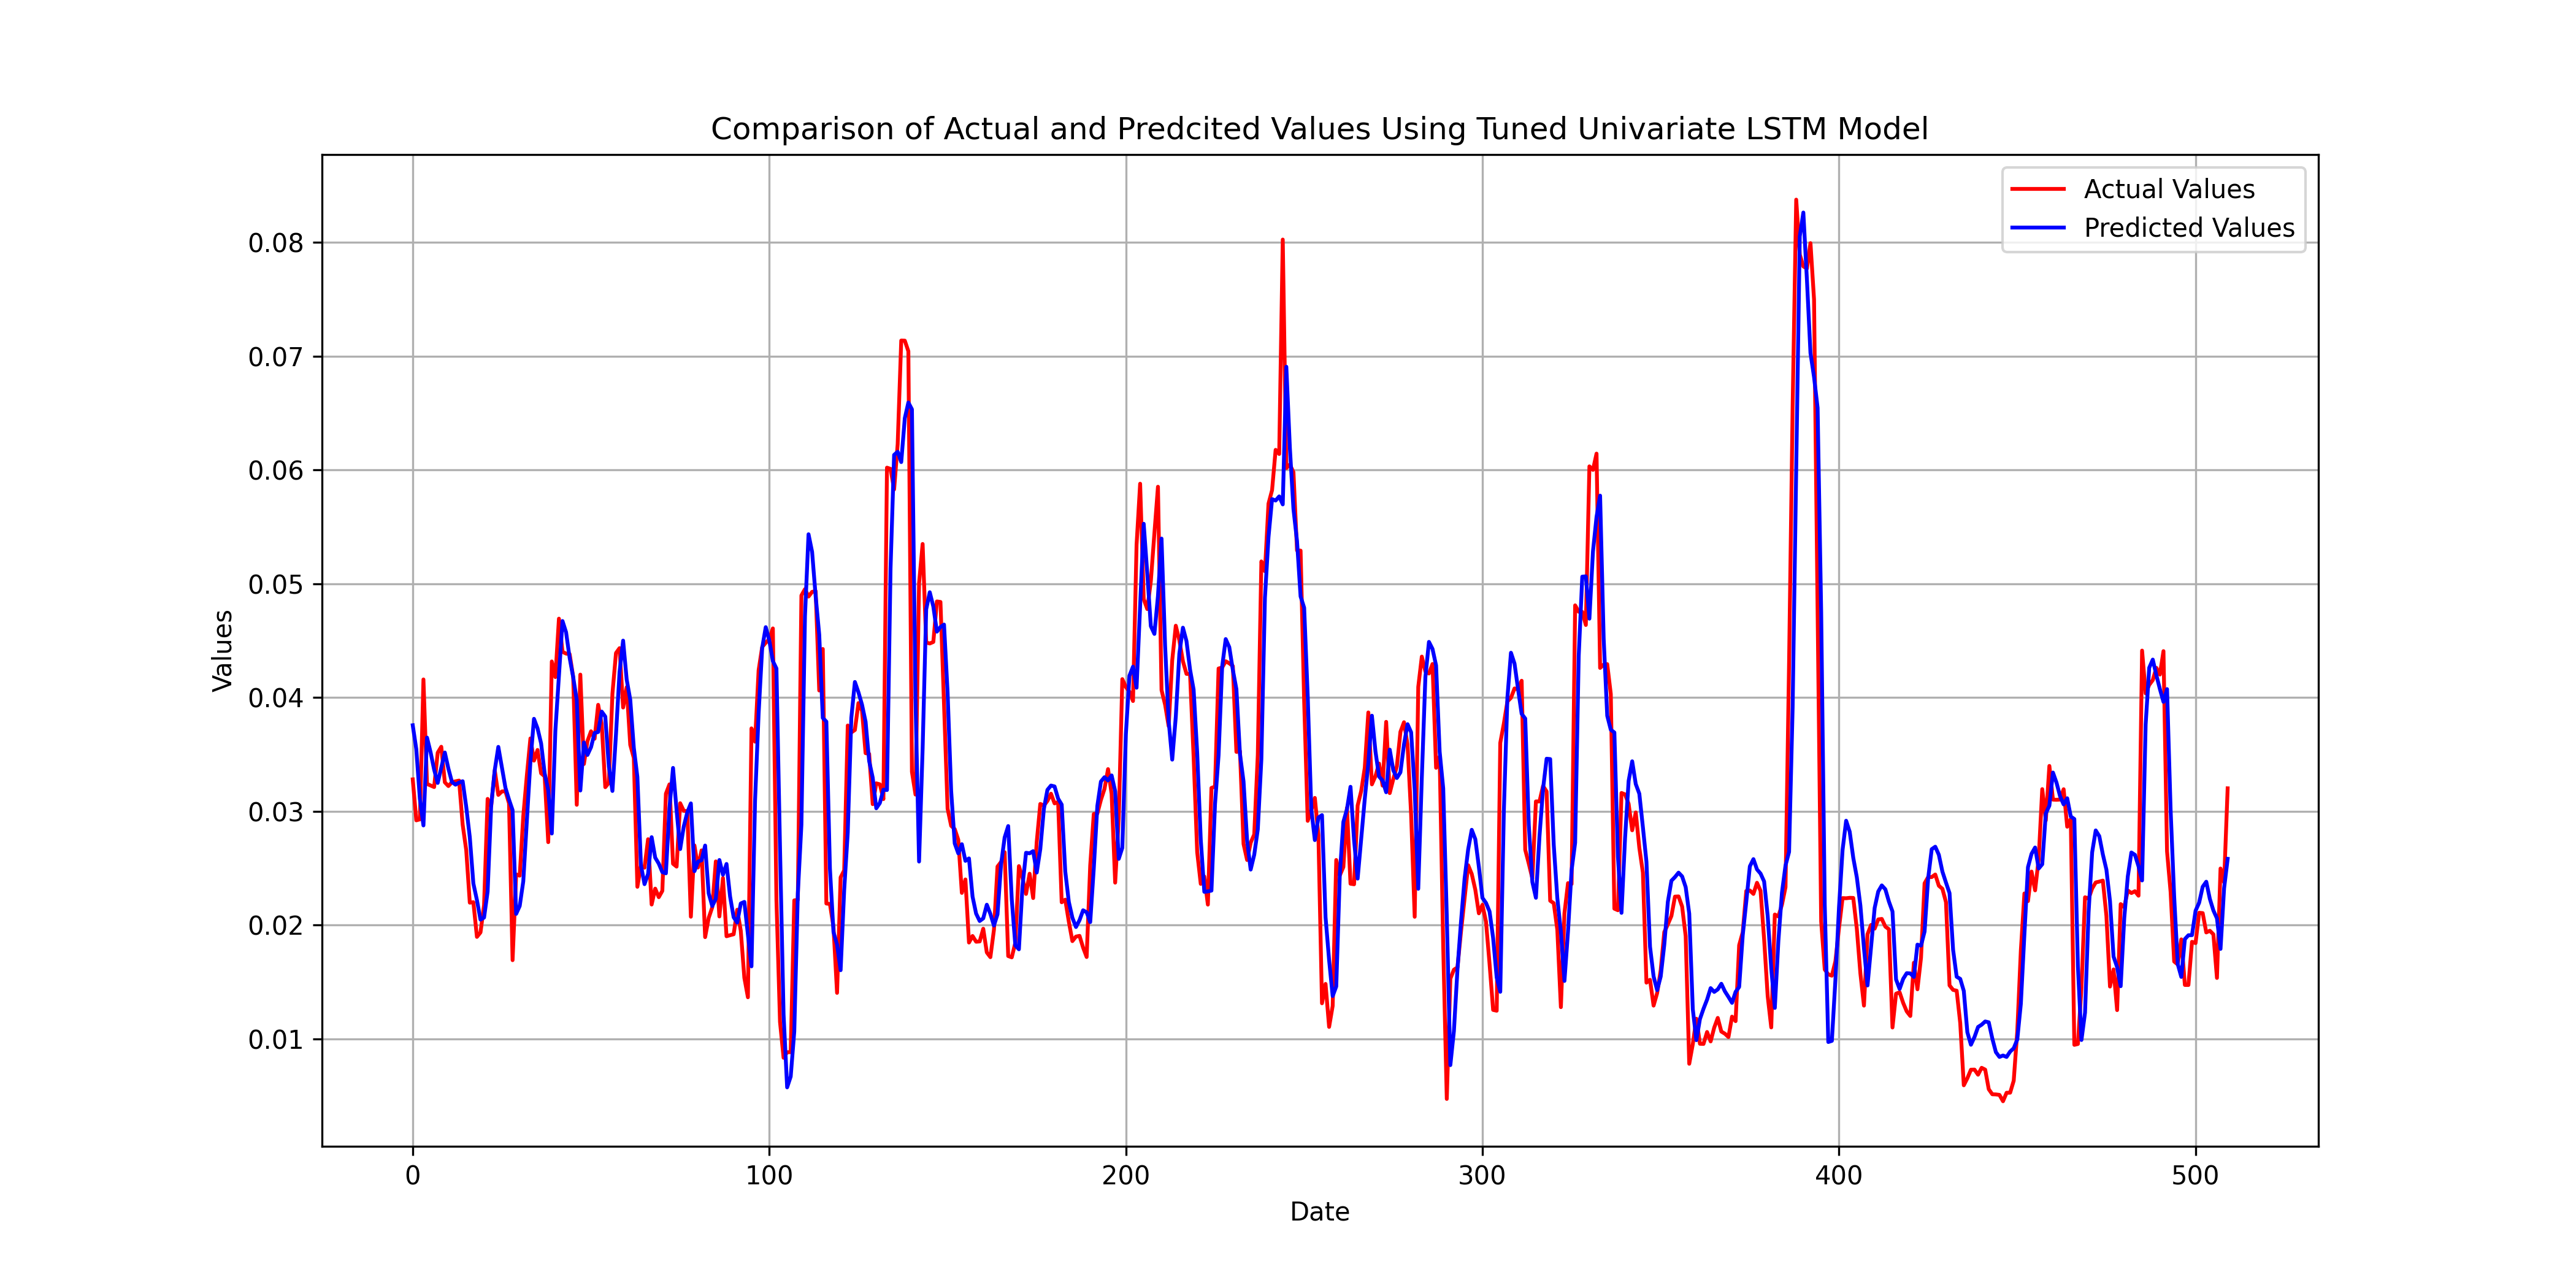 Comparison of Actual and Predcited Values Using Tuned Univariate LSTM Model
Actual Values
Predicted Values
0.08
0.07
0.06
0.05
0.04
0.03
0.02
0.01
Values
0 100 200 300 400 500
Date